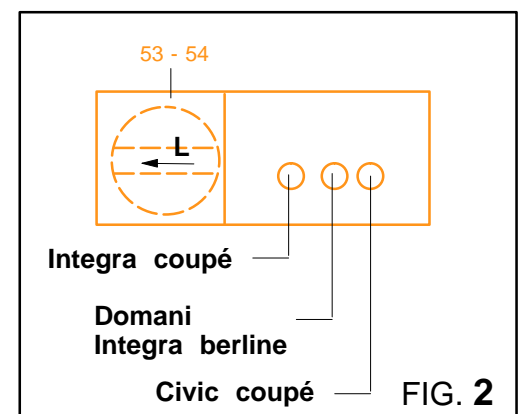 53 - 54
L
Integra coupé
Domani
Integra berline
Civic coupé
FIG. 2